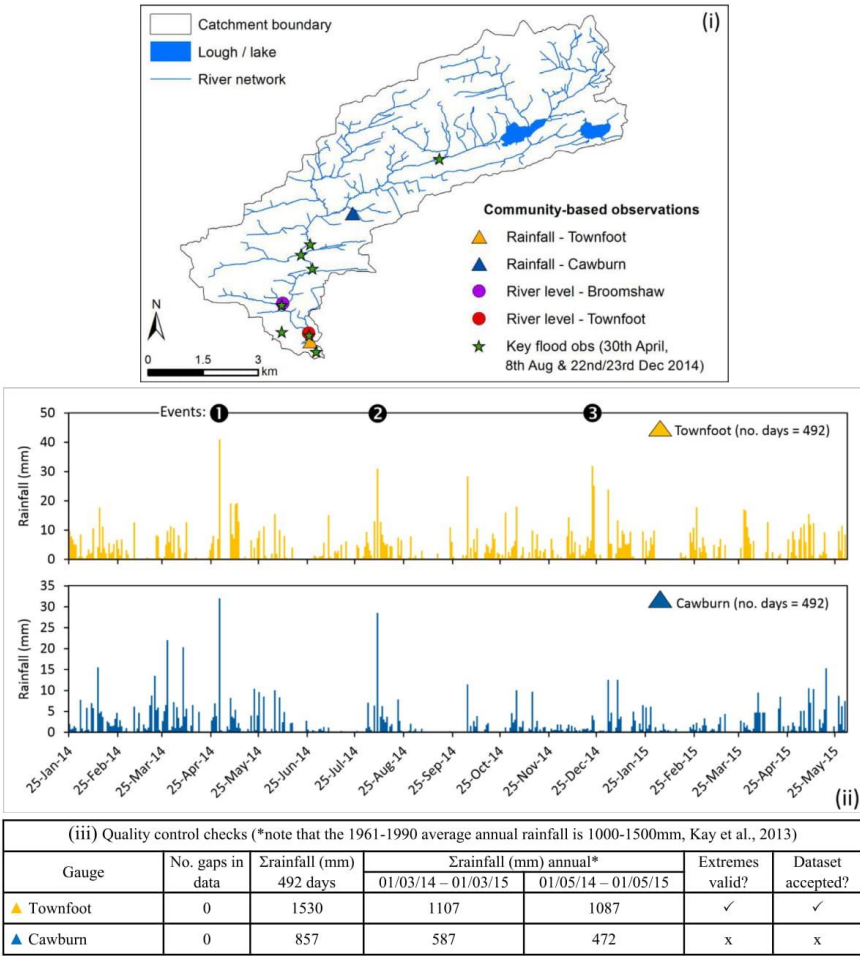 (i)
Catchment boundary
Lough / lake
River network
Community-based observations
Rainfall - Townfoot
Rainfall - Cawburn
River level - Broomshaw
River level - Townfoot
Key flood obs (30th April,
8th Aug & 22nd/23rd Dec 2014)
N
0 1.5 3
km
Events: 1 2 3
Townfoot (no. days = 492)
Rainfall (mm)
50
40
30
20
10
0
Cawburn (no. days = 492)
Rainfall (mm)
35
30
25
20
15
10
5
0
25-Jan-14 25-Feb-14 25-Mar-14 25-Apr-14 25-May-14 25-Jun-14 25-Jul-14 25-Aug-14 25-Sep-14 25-Oct-14 25-Nov-14 25-Dec-14 25-Jan-15 25-Feb-15 25-Mar-15 25-Apr-15 25-May-15
(ii)
(iii) Quality control checks (*note that the 1961-1990 average annual rainfall is 1000-1500mm, Kay et al., 2013)
Gauge No. gaps in data Σrainfall (mm) 492 days Σrainfall (mm) annual* Extremes valid? Dataset accepted?
01/03/14 – 01/03/15 01/05/14 – 01/05/15
Townfoot 0 1530 1107 1087 ✓ ✓
Cawburn 0 857 587 472 x x